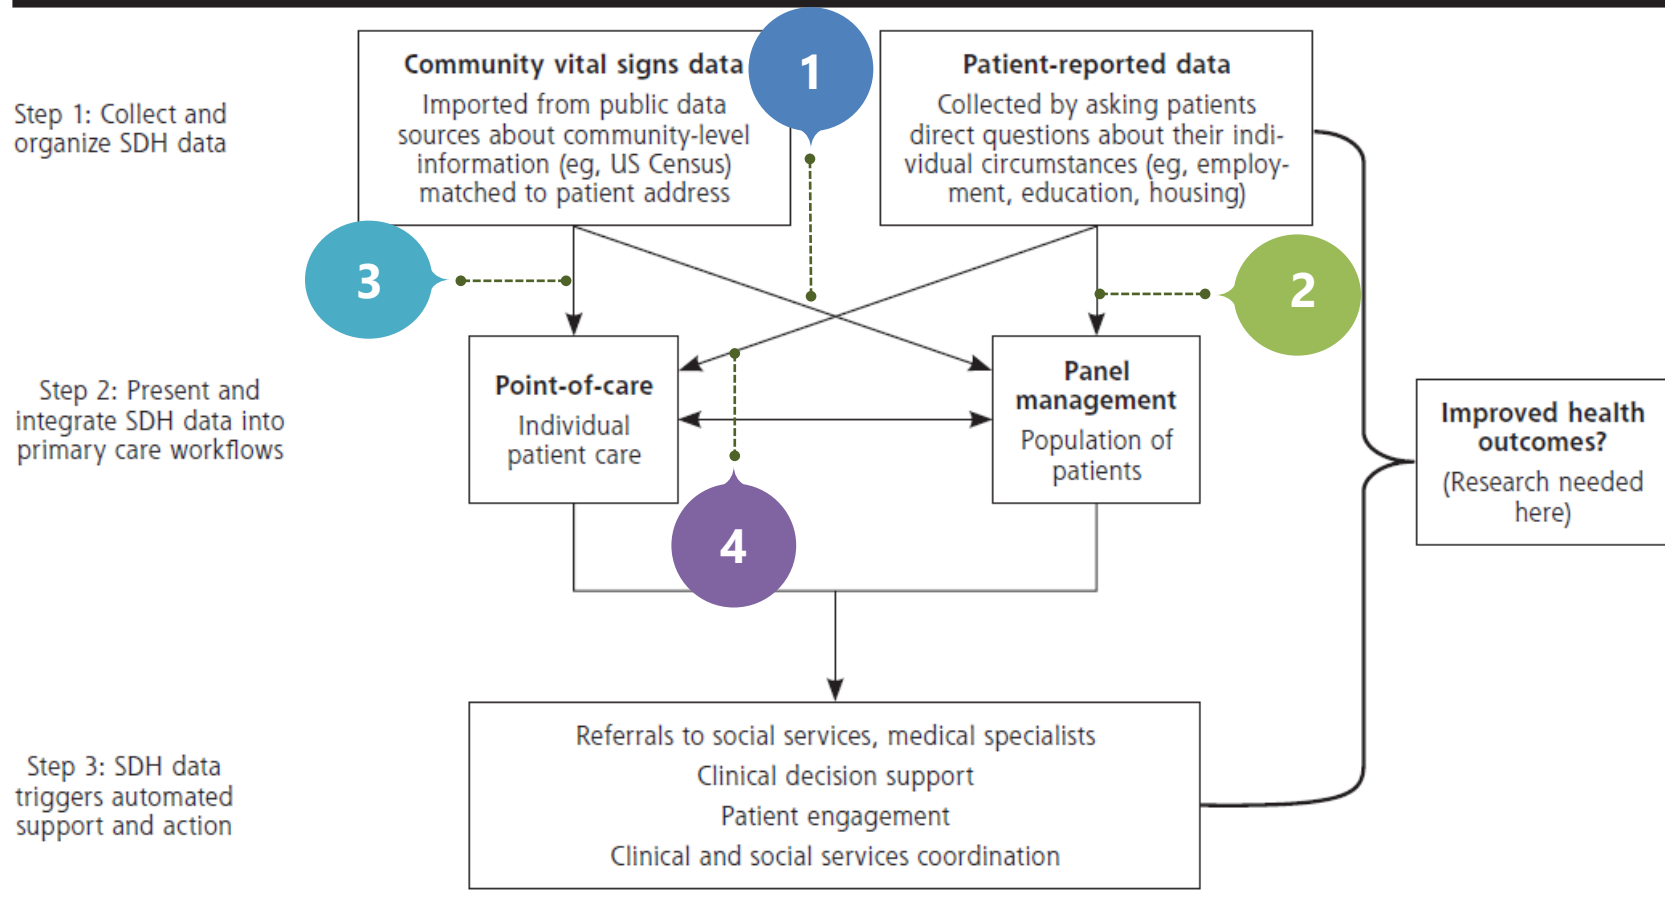 Step 1: Collect and
organize SDH data
Community vital signs data
Imported from public data
sources about community-level
information (eg, US Census)
matched to patient address
1
Patient-reported data
Collected by asking patients
direct questions about their indi-
vidual circumstances (eg, employ-
ment, education, housing)
3
2
Step 2: Present and
integrate SDH data into
primary care workflows
Point-of-care
Individual
patient care
Panel
management
Population of
patients
Improved health
outcomes?
(Research needed
here)
4
Step 3: SDH data
triggers automated
support and action
Referrals to social services, medical specialists
Clinical decision support
Patient engagement
Clinical and social services coordination